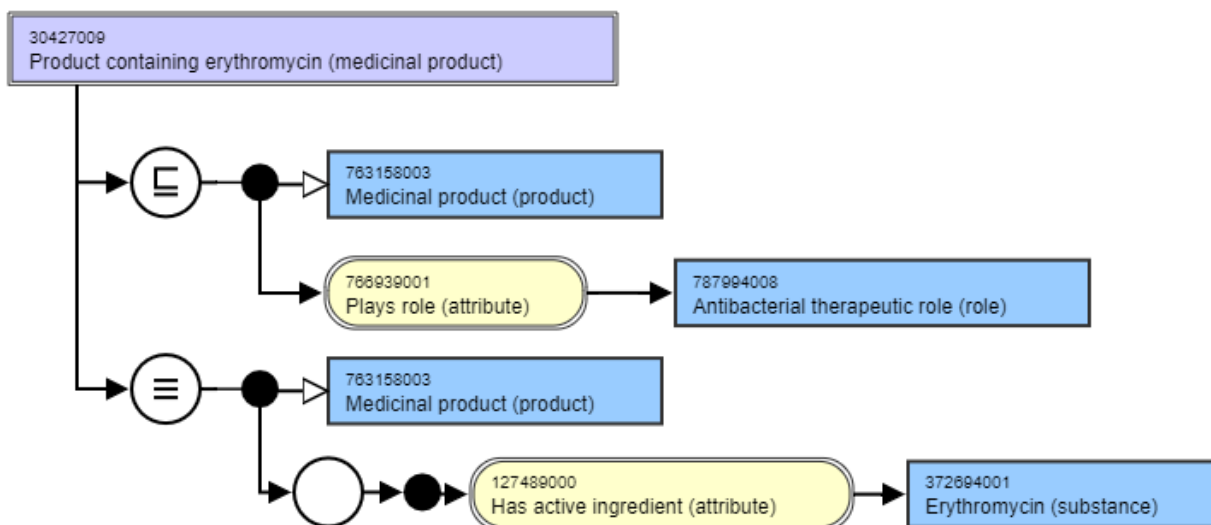 30427009
Product containing erythromycin (medicinal product)
⊑
763158003
Medicinal product (product)
766939001
Plays role (attribute)
787994008
Antibacterial therapeutic role (role)
≡
763158003
Medicinal product (product)
127489000
Has active ingredient (attribute)
372694001
Erythromycin (substance)